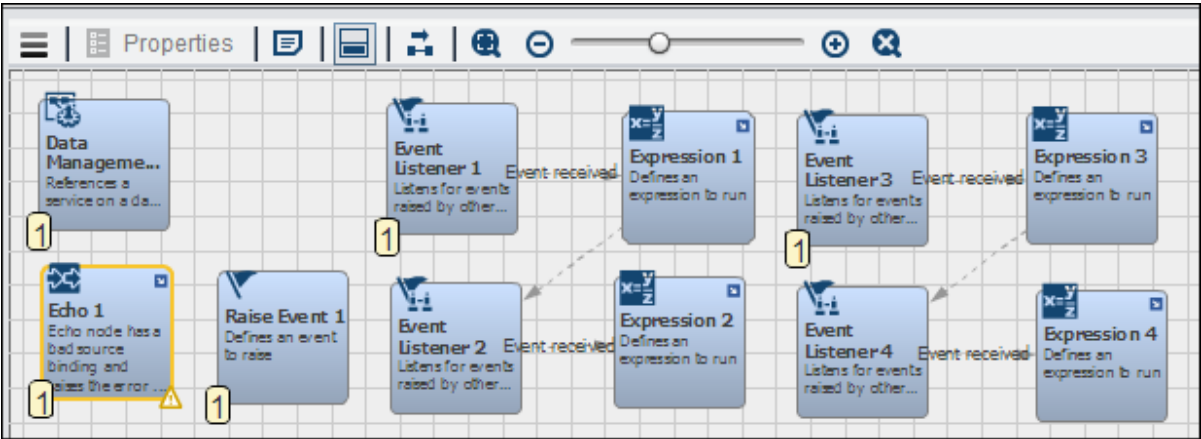 Properties
x=y/z
Data
Manageme...
References a
service on a da...
1
Event
Listener 1
Listens for events
raised by other...
1
Event received
x=y/z
Expression 1
Defines an
expression to run
Event
Listener 3
Listens for events
raised by other...
1
Event received
x=y/z
Expression 3
Defines an
expression to run
Echo 1
Echo node has a
bad source
binding and
raises the error ...
1
Raise Event 1
Defines an event
to raise
1
Event
Listener 2
Listens for events
raised by other...
Event received
Expression 2
Defines an
expression to run
Event
Listener 4
Listens for events
raised by other...
Event received
x=y/z
Expression 4
Defines an
expression to run